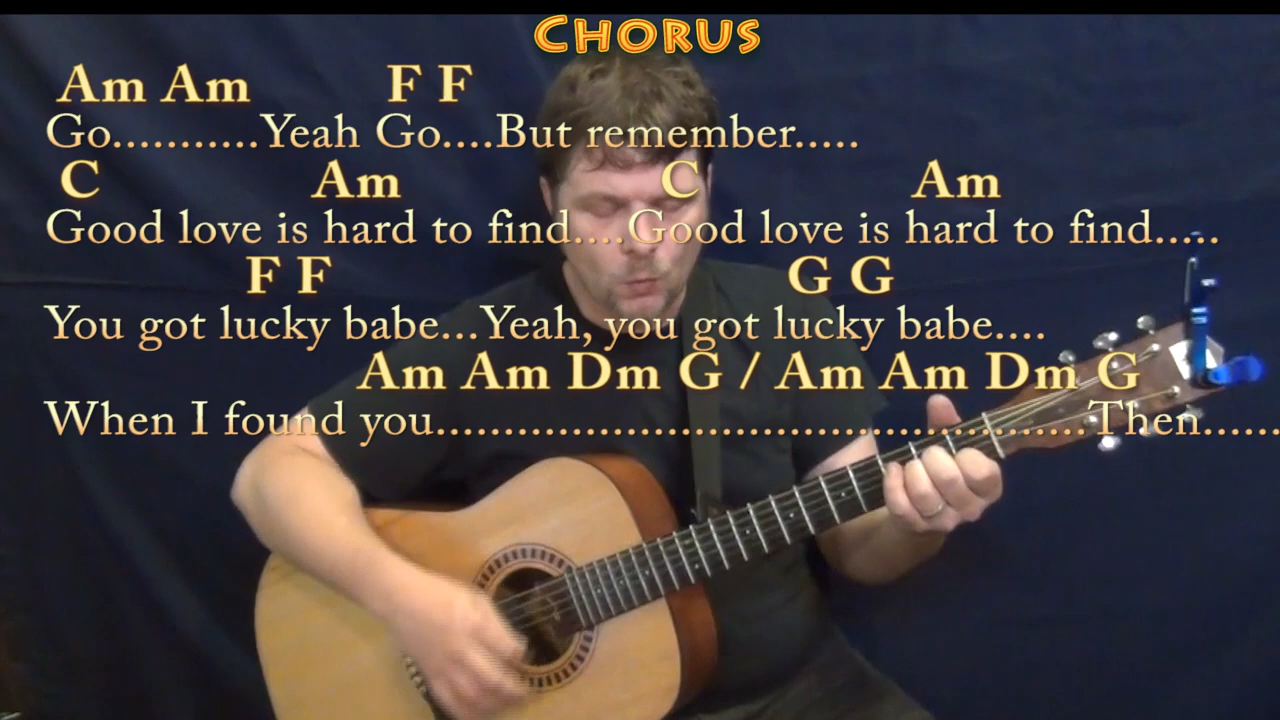 CHORUS
Am Am F F
Go...........Yeah Go....But remember.....
C Am C Am
Good love is hard to find....Good love is hard to find.....
F F G G
You got lucky babe...Yeah, you got lucky babe....
Am Am Dm G / Am Am Dm G
When I found you................................................Then......